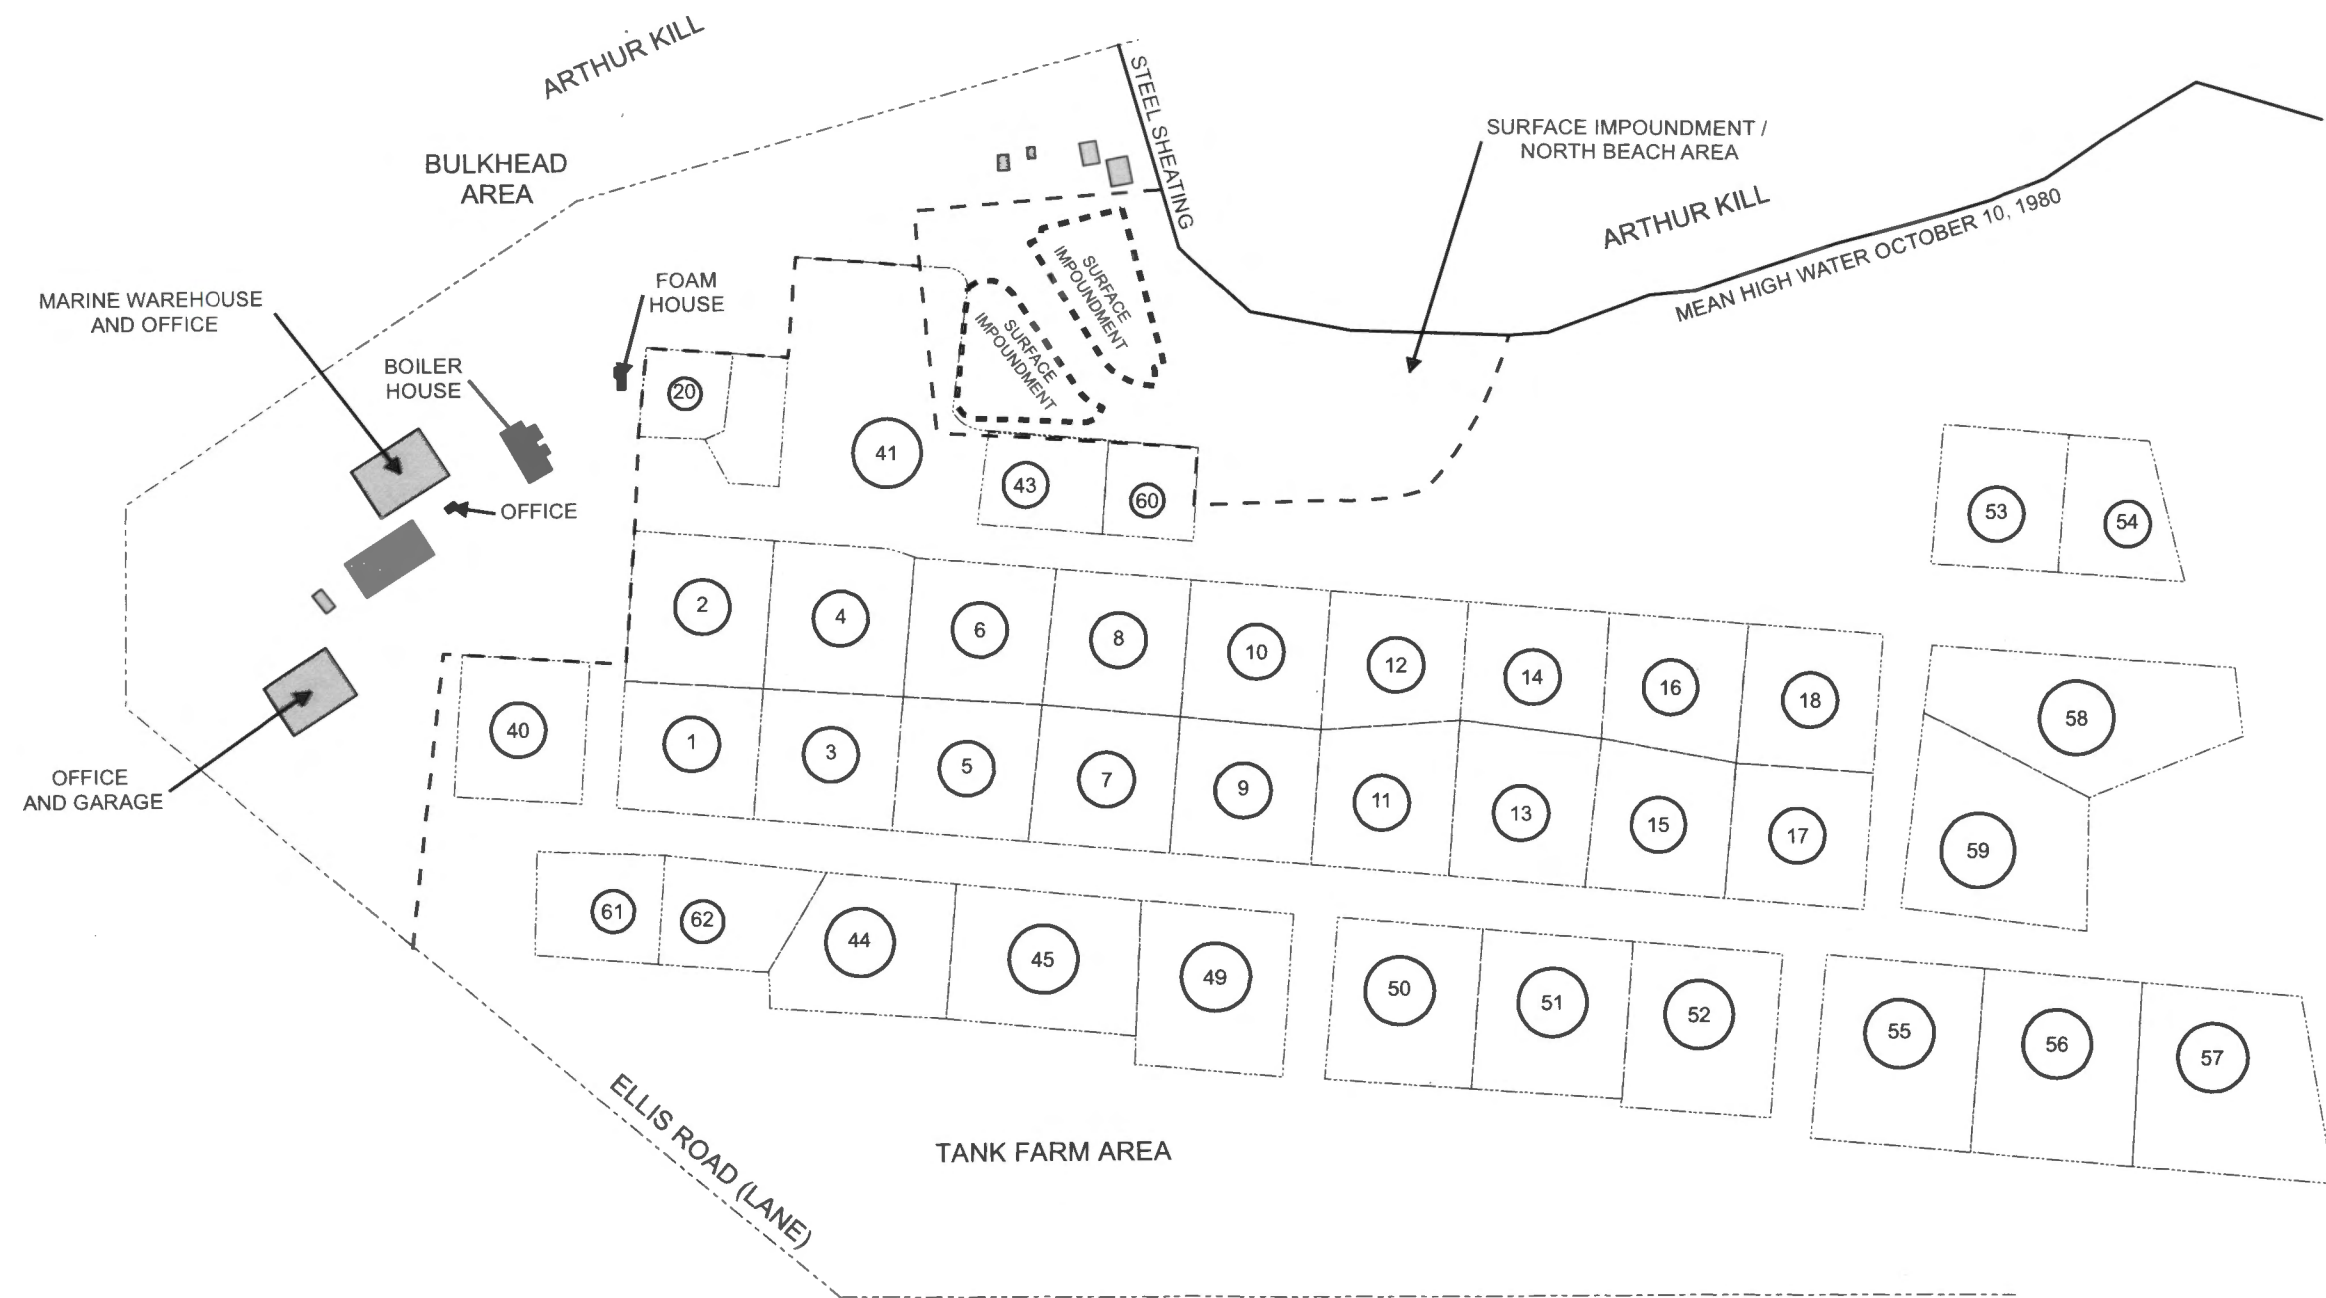 ARTHUR KILL
STEEL SHEATING
BULKHEAD
AREA
SURFACE IMPOUNDMENT /
NORTH BEACH AREA
ARTHUR KILL
MEAN HIGH WATER OCTOBER 10, 1980
SURFACE
IMPOUNDMENT
SURFACE
IMPOUNDMENT
MARINE WAREHOUSE
AND OFFICE
FOAM
HOUSE
BOILER
HOUSE
OFFICE
OFFICE
AND GARAGE
20
41
43
60
53
54
2
4
6
8
10
12
14
16
18
58
40
1
3
5
7
9
11
13
15
17
59
61
62
44
45
49
50
51
52
55
56
57
ELLIS ROAD (LANE)
TANK FARM AREA